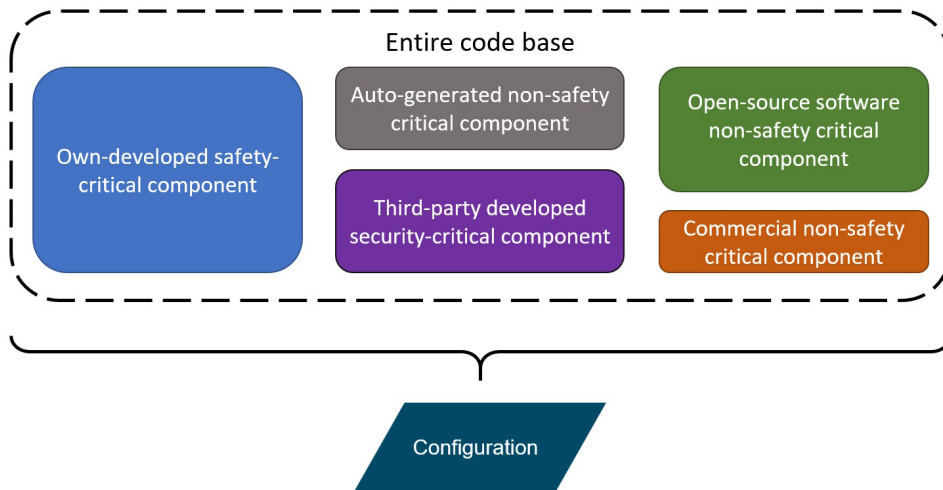 Entire code base
Own-developed safety-
critical component
Auto-generated non-safety
critical component
Third-party developed
security-critical component
Open-source software
non-safety critical
component
Commercial non-safety
critical component
Configuration